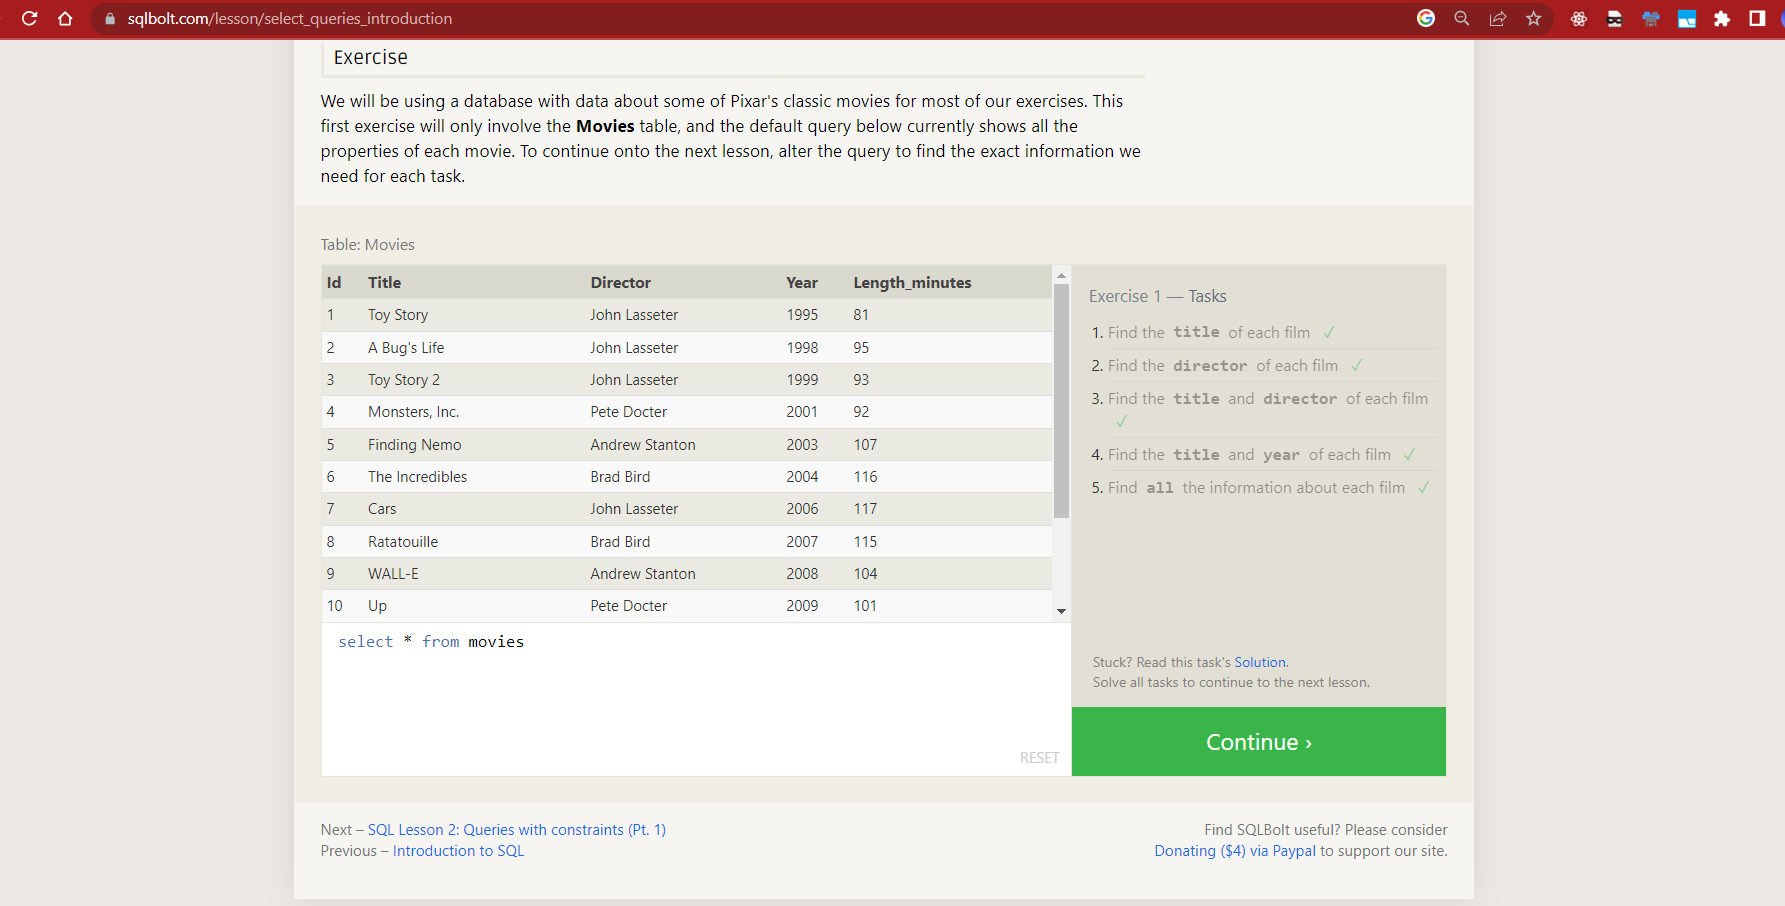 sqlbolt.com/lesson/select_queries_introduction
Exercise
We will be using a database with data about some of Pixar's classic movies for most of our exercises. This
first exercise will only involve the Movies table, and the default query below currently shows all the
properties of each movie. To continue onto the next lesson, alter the query to find the exact information we
need for each task.
Table: Movies
Id Title Director Year Length_minutes
1 Toy Story John Lasseter 1995 81
2 A Bug's Life John Lasseter 1998 95
3 Toy Story 2 John Lasseter 1999 93
4 Monsters, Inc. Pete Docter 2001 92
5 Finding Nemo Andrew Stanton 2003 107
6 The Incredibles Brad Bird 2004 116
7 Cars John Lasseter 2006 117
8 Ratatouille Brad Bird 2007 115
9 WALL-E Andrew Stanton 2008 104
10 Up Pete Docter 2009 101
select * from movies
RESET
Exercise 1 — Tasks
1. Find the title of each film ✓
2. Find the director of each film ✓
3. Find the title and director of each film
✓
4. Find the title and year of each film ✓
5. Find all the information about each film ✓
Stuck? Read this task's Solution.
Solve all tasks to continue to the next lesson.
Continue ›
Next – SQL Lesson 2: Queries with constraints (Pt. 1)
Previous – Introduction to SQL
Find SQLBolt useful? Please consider
Donating ($4) via Paypal to support our site.